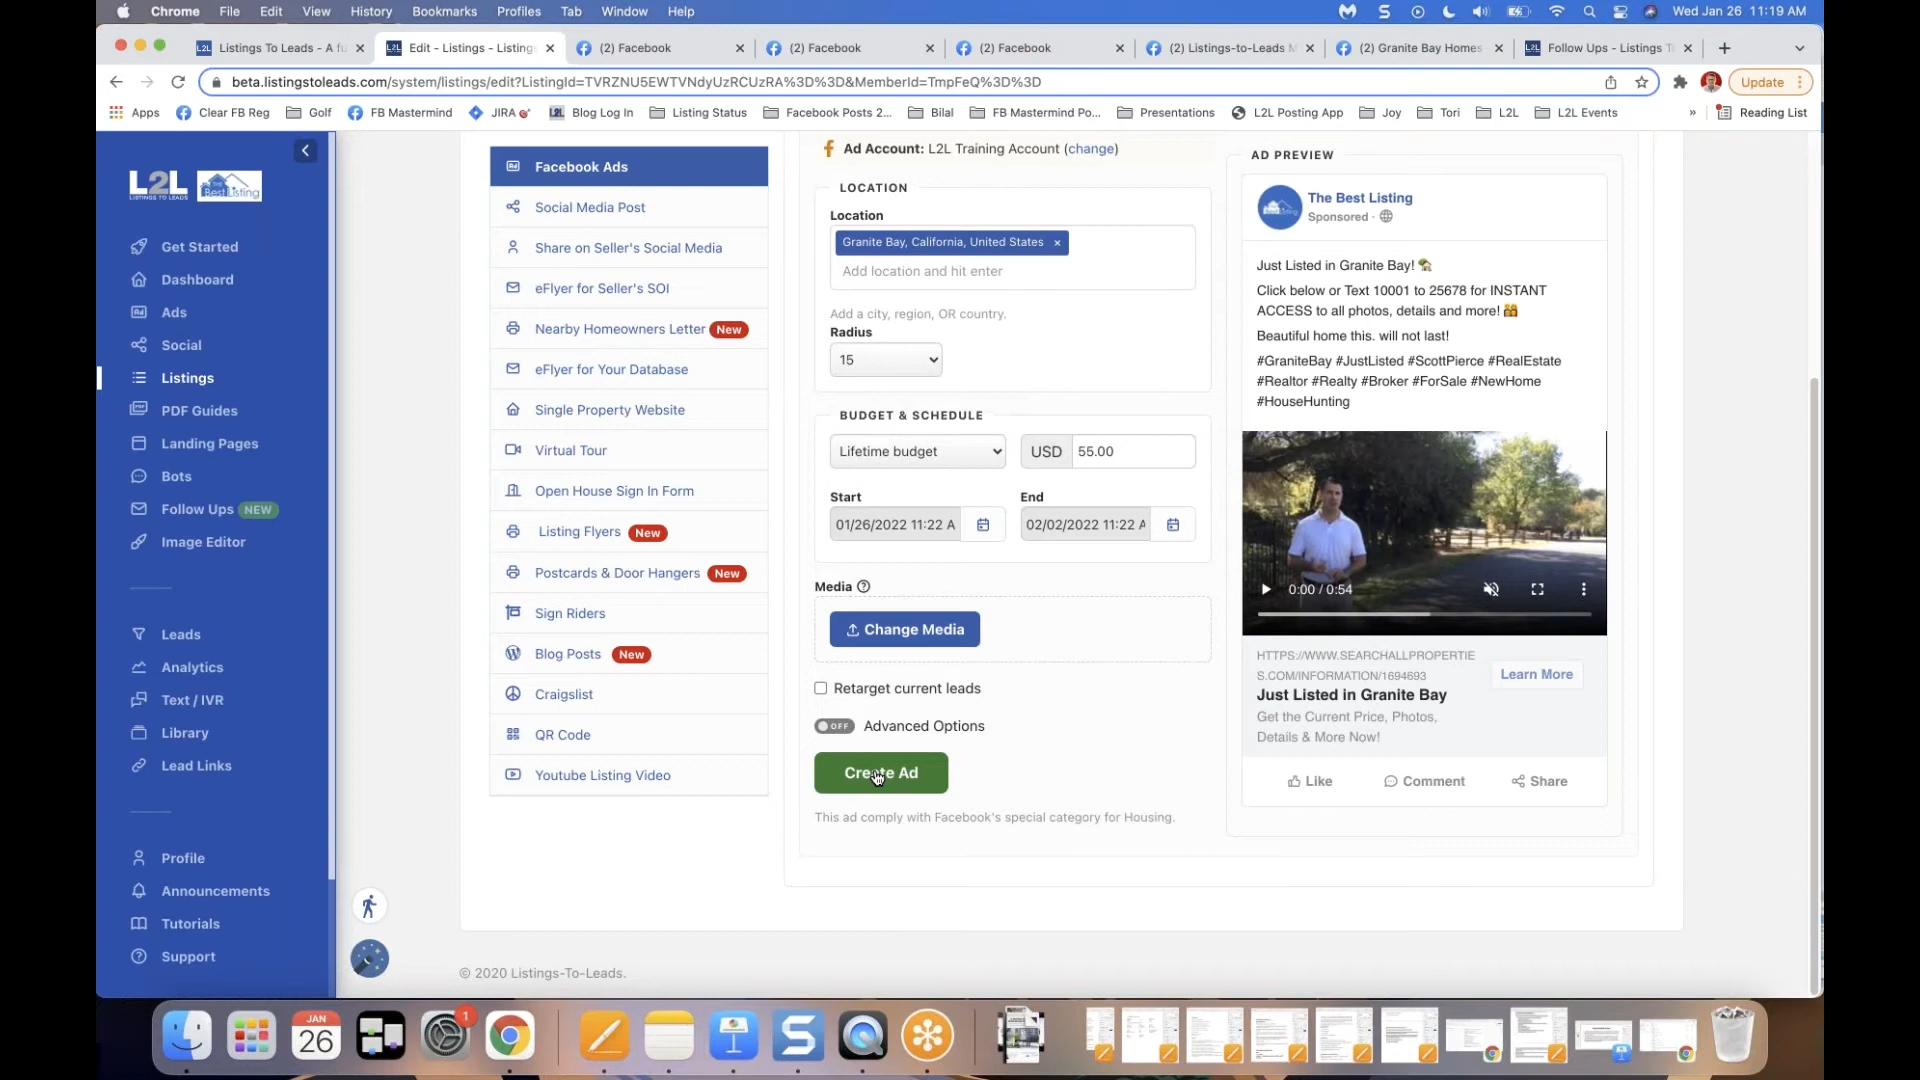 Chrome File Edit View History Bookmarks Profiles Tab Window Help Wed Jan 26 11:19 AM
Listings To Leads - A fu
Edit - Listings - Listing
(2) Facebook
(2) Facebook
(2) Facebook
(2) Listings-to-Leads M
(2) Granite Bay Homes
Follow Ups - Listings T
beta.listingstoleads.com/system/listings/edit?ListingId=TVRZNU5EWTVNDyUzRCUzRA%3D%3D&MemberId=TmpFeQ%3D%3D
Update
Apps Clear FB Reg Golf FB Mastermind JIRA Blog Log In Listing Status Facebook Posts 2... Bilal FB Mastermind Po... Presentations L2L Posting App Joy Tori L2L L2L Events » Reading List
L2L
LISTINGS TO LEADS
Best Listing
Get Started
Dashboard
Ads
Social
Listings
PDF Guides
Landing Pages
Bots
Follow Ups NEW
Image Editor
Leads
Analytics
Text / IVR
Library
Lead Links
Profile
Announcements
Tutorials
Support
Facebook Ads
Social Media Post
Share on Seller's Social Media
eFlyer for Seller's SOI
Nearby Homeowners Letter New
eFlyer for Your Database
Single Property Website
Virtual Tour
Open House Sign In Form
Listing Flyers New
Postcards & Door Hangers New
Sign Riders
Blog Posts New
Craigslist
QR Code
Youtube Listing Video
Ad Account: L2L Training Account (change)
LOCATION
Location
Granite Bay, California, United States ×
Add location and hit enter
Add a city, region, OR country.
Radius
15
BUDGET & SCHEDULE
Lifetime budget USD 55.00
Start End
01/26/2022 11:22 A 02/02/2022 11:22 A
Media
Change Media
Retarget current leads
OFF Advanced Options
Create Ad
This ad comply with Facebook's special category for Housing.
AD PREVIEW
The Best Listing
Sponsored ·
Just Listed in Granite Bay!
Click below or Text 10001 to 25678 for INSTANT
ACCESS to all photos, details and more!
Beautiful home this. will not last!
#GraniteBay #JustListed #ScottPierce #RealEstate
#Realtor #Realty #Broker #ForSale #NewHome
#HouseHunting
0:00 / 0:54
HTTPS://WWW.SEARCHALLPROPERTIE
S.COM/INFORMATION/1694693
Just Listed in Granite Bay
Get the Current Price, Photos,
Details & More Now!
Learn More
Like Comment Share
© 2020 Listings-To-Leads.
JAN
26
1